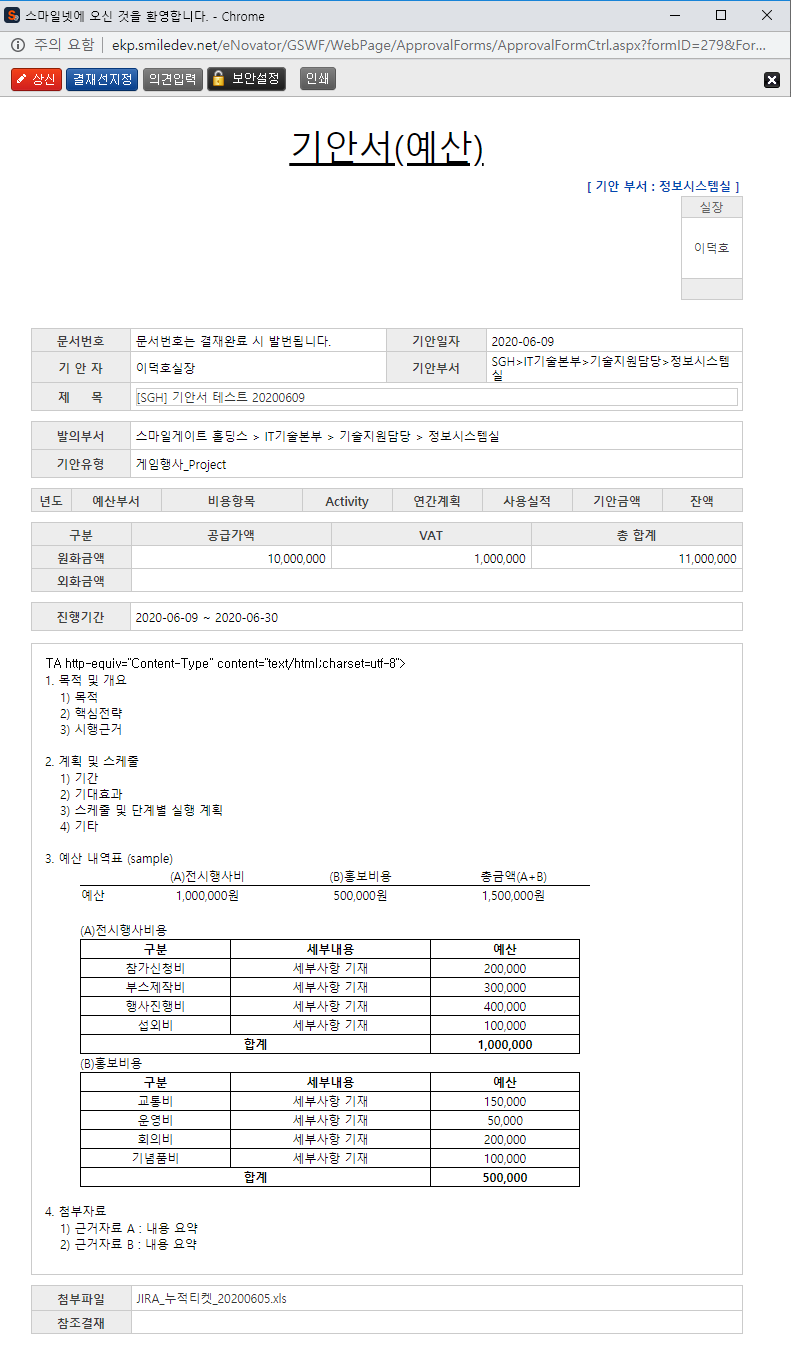 스마일넷에 오신 것을 환영합니다. - Chrome
주의 요함 ekp.smiledev.net/eNovator/GSWF/WebPage/ApprovalForms/ApprovalFormCtrl.aspx?formID=279&For...
상신 결재선지정 의견입력 보안설정 인쇄
기안서(예산)
[ 기안 부서 : 정보시스템실 ]
실장
이덕호
문서번호 문서번호는 결재완료 시 발번됩니다. 기안일자 2020-06-09
기 안 자 이덕호실장 기안부서 SGH>IT기술본부>기술지원담당>정보시스템
실
제 목 [SGH] 기안서 테스트 20200609
발의부서 스마일게이트 홀딩스 > IT기술본부 > 기술지원담당 > 정보시스템실
기안유형 게임행사_Project
년도 예산부서 비용항목 Activity 연간계획 사용실적 기안금액 잔액
구분 공급가액 VAT 총 합계
원화금액 10,000,000 1,000,000 11,000,000
외화금액
진행기간 2020-06-09 ~ 2020-06-30
TA http-equiv="Content-Type" content="text/html;charset=utf-8">
1. 목적 및 개요
1) 목적
2) 핵심전략
3) 시행근거
2. 계획 및 스케줄
1) 기간
2) 기대효과
3) 스케줄 및 단계별 실행 계획
4) 기타
3. 예산 내역표 (sample)
(A)전시행사비 (B)홍보비용 총금액(A+B)
예산 1,000,000원 500,000원 1,500,000원
(A)전시행사비용
구분 세부내용 예산
참가신청비 세부사항 기재 200,000
부스제작비 세부사항 기재 300,000
행사진행비 세부사항 기재 400,000
섭외비 세부사항 기재 100,000
합계 1,000,000
(B)홍보비용
구분 세부내용 예산
교통비 세부사항 기재 150,000
운영비 세부사항 기재 50,000
회의비 세부사항 기재 200,000
기념품비 세부사항 기재 100,000
합계 500,000
4. 첨부자료
1) 근거자료 A : 내용 요약
2) 근거자료 B : 내용 요약
첨부파일 JIRA_누적티켓_20200605.xls
참조결재